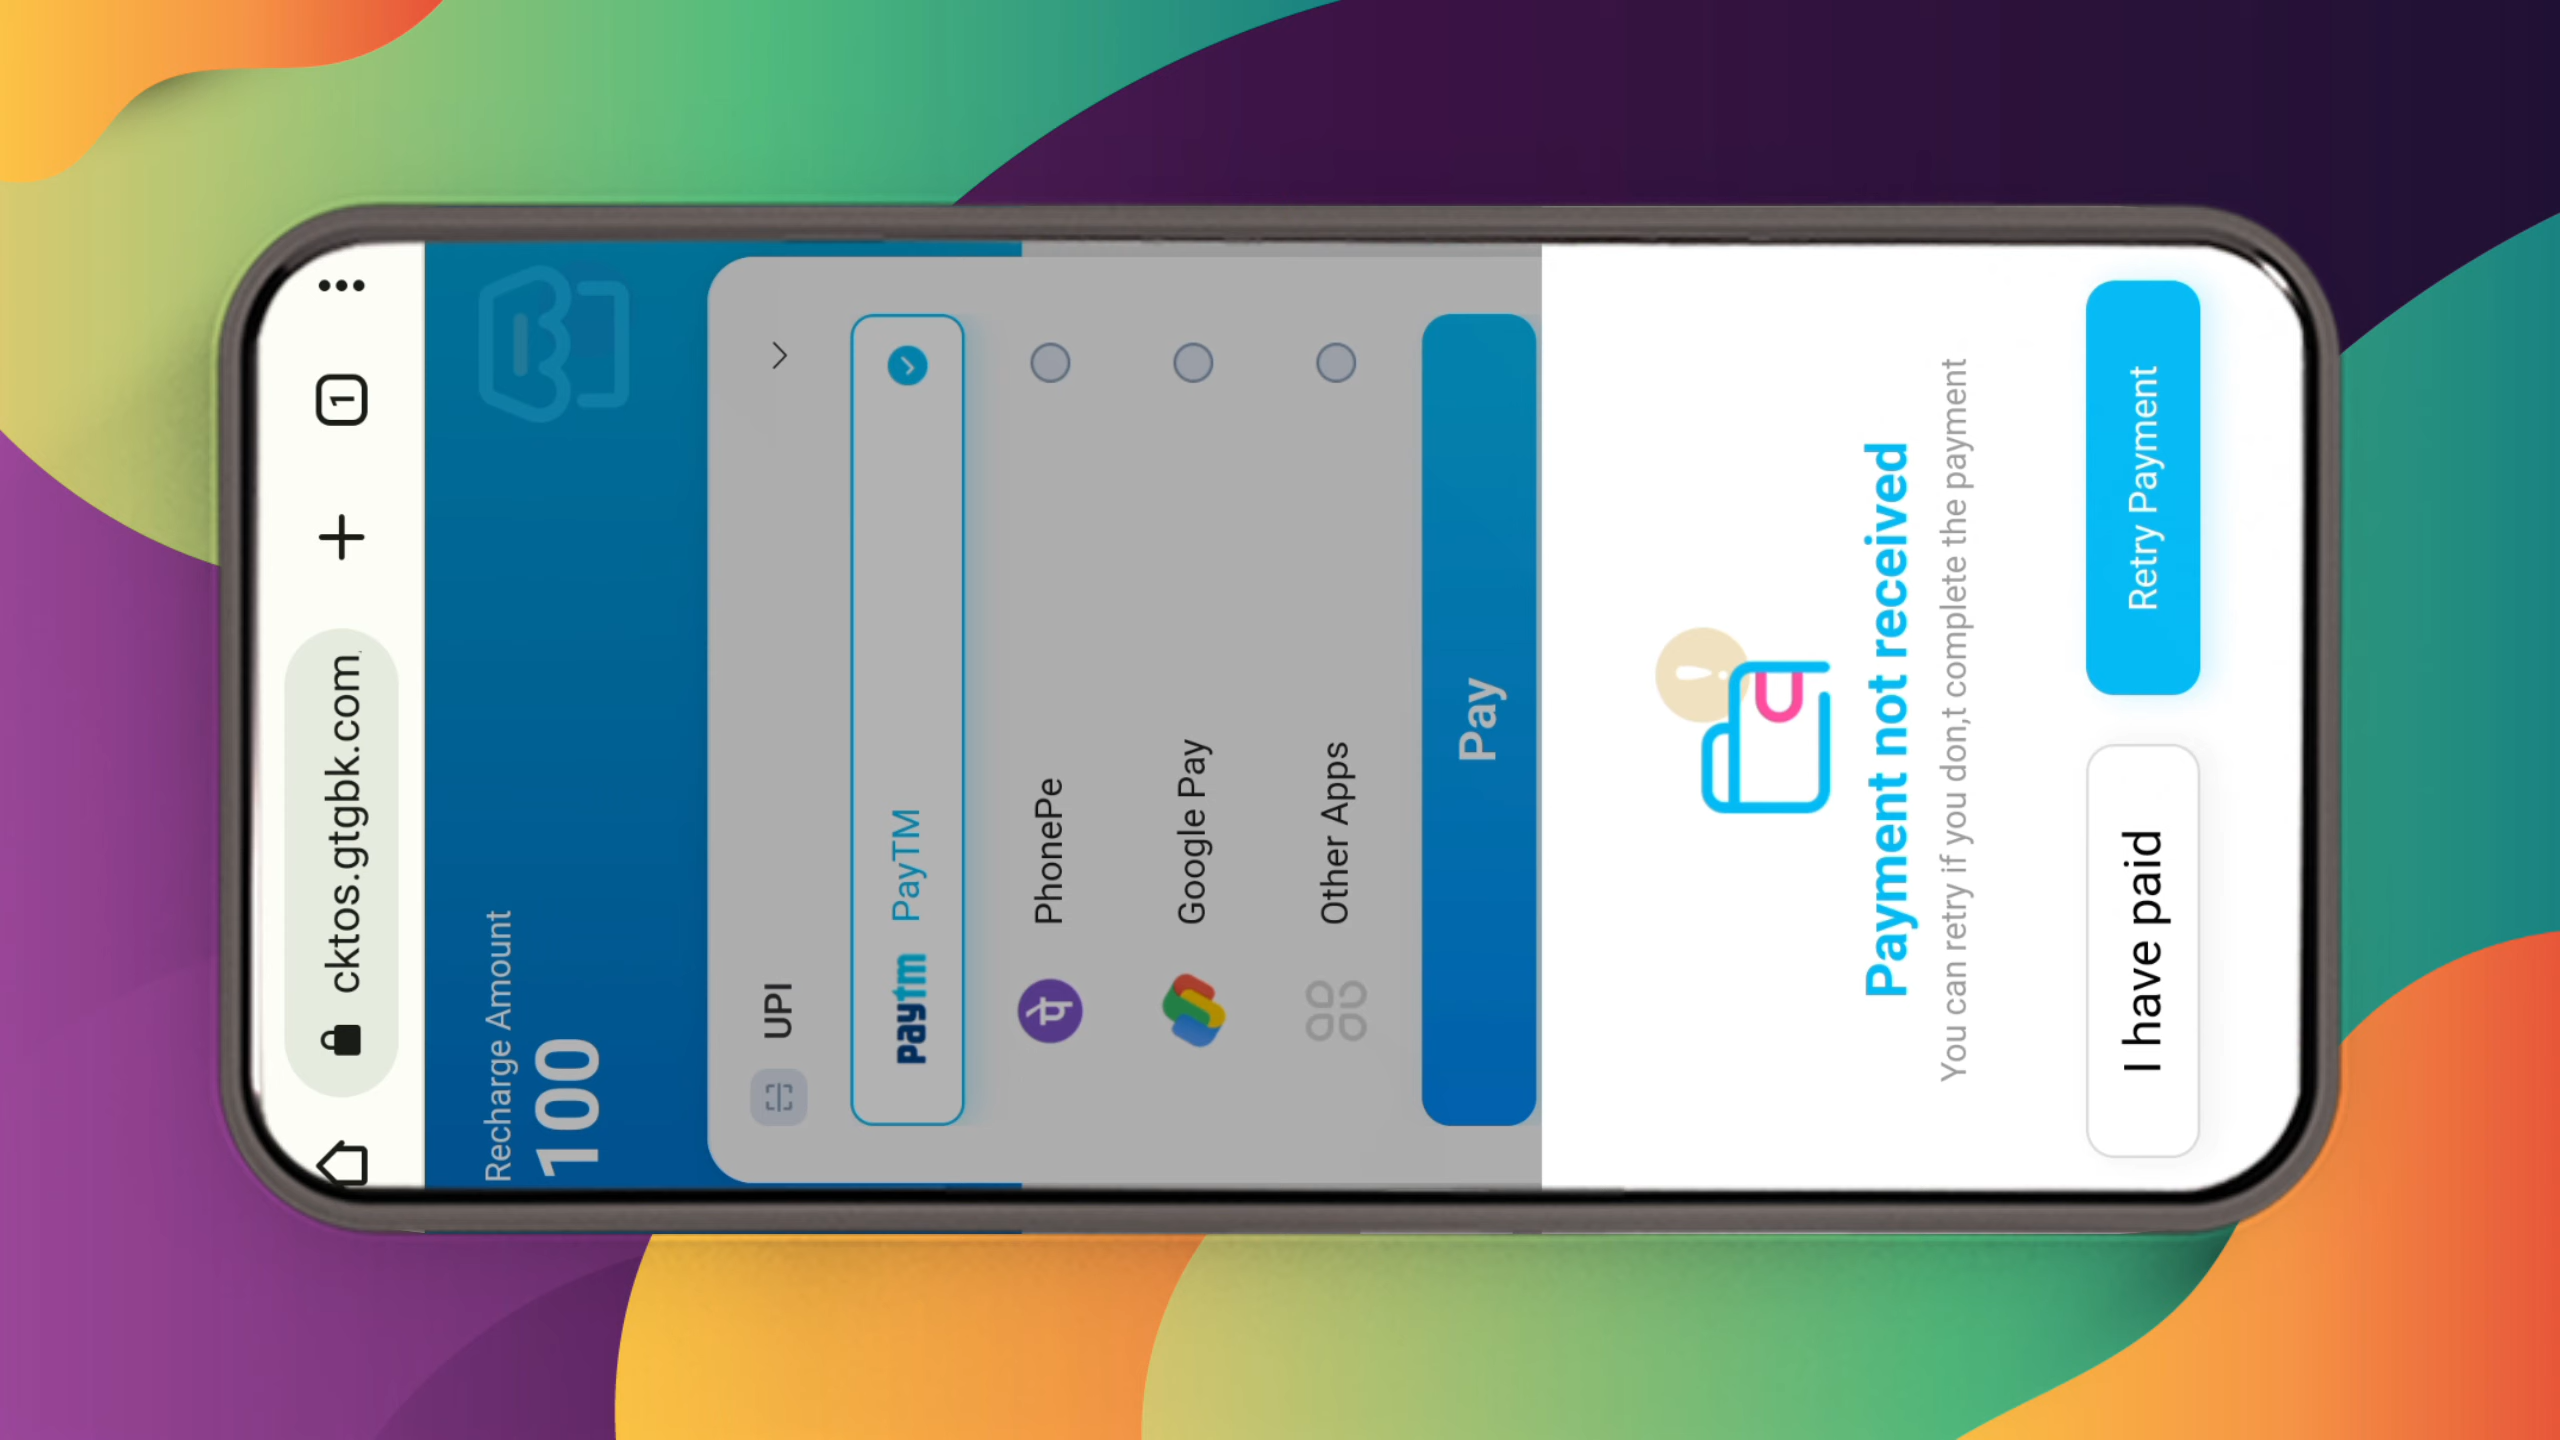 cktos.gtgbk.com
1
Recharge Amount
100
UPI
paytm PayTM
पे PhonePe
Google Pay
Other Apps
Pay
Payment not received
You can retry if you don,t complete the payment
I have paid
Retry Payment